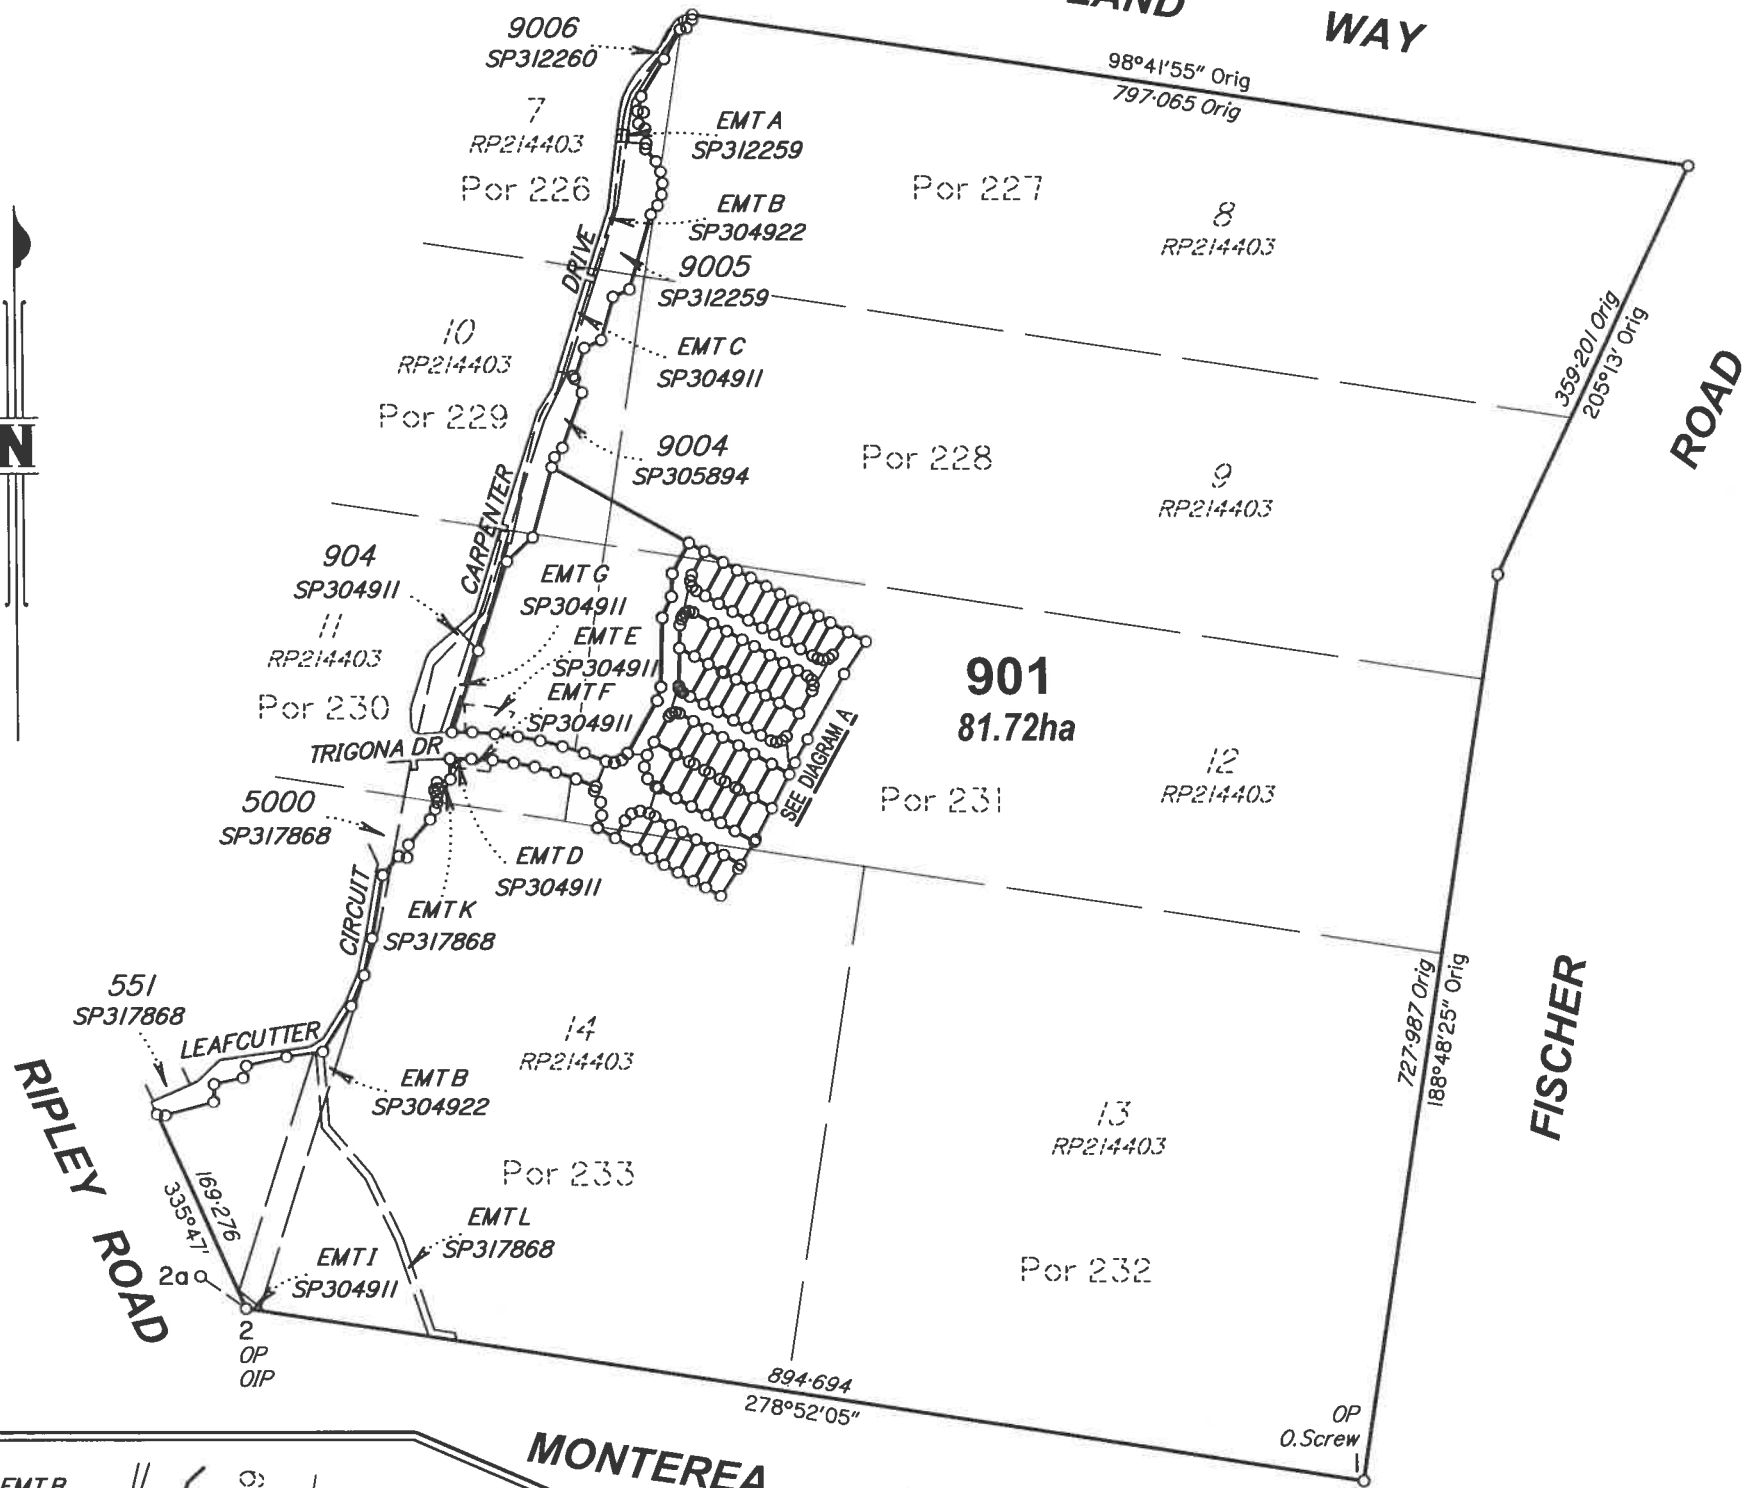 LAND WAY
98°41'55" Orig
797·065 Orig
9006
SP312260
7
RP214403
Por 226
EMT A
SP312259
EMT B
SP304922
9005
SP312259
Por 227
8
RP214403
DRIVE
10
RP214403
Por 229
EMT C
SP304911
359·201 Orig
205°13' Orig
ROAD
9004
SP305894
Por 228
9
RP214403
N
CARPENTER
904
SP304911
11
RP214403
Por 230
EMT G
SP304911
EMT E
SP304911
EMT F
SP304911
901
81.72ha
SEE DIAGRAM A
TRIGONA DR
12
RP214403
Por 231
5000
SP317868
EMT D
SP304911
EMT K
SP317868
CIRCUIT
551
SP317868
LEAFCUTTER
14
RP214403
727·987 Orig
188°48'25" Orig
FISCHER
EMT B
SP304922
13
RP214403
RIPLEY ROAD
169·276
335°47'
Por 233
EMT L
SP317868
Por 232
EMT I
SP304911
2a
2
OP
OIP
894·694
278°52'05"
OP
O.Screw
1
MONTEREA
EMT B